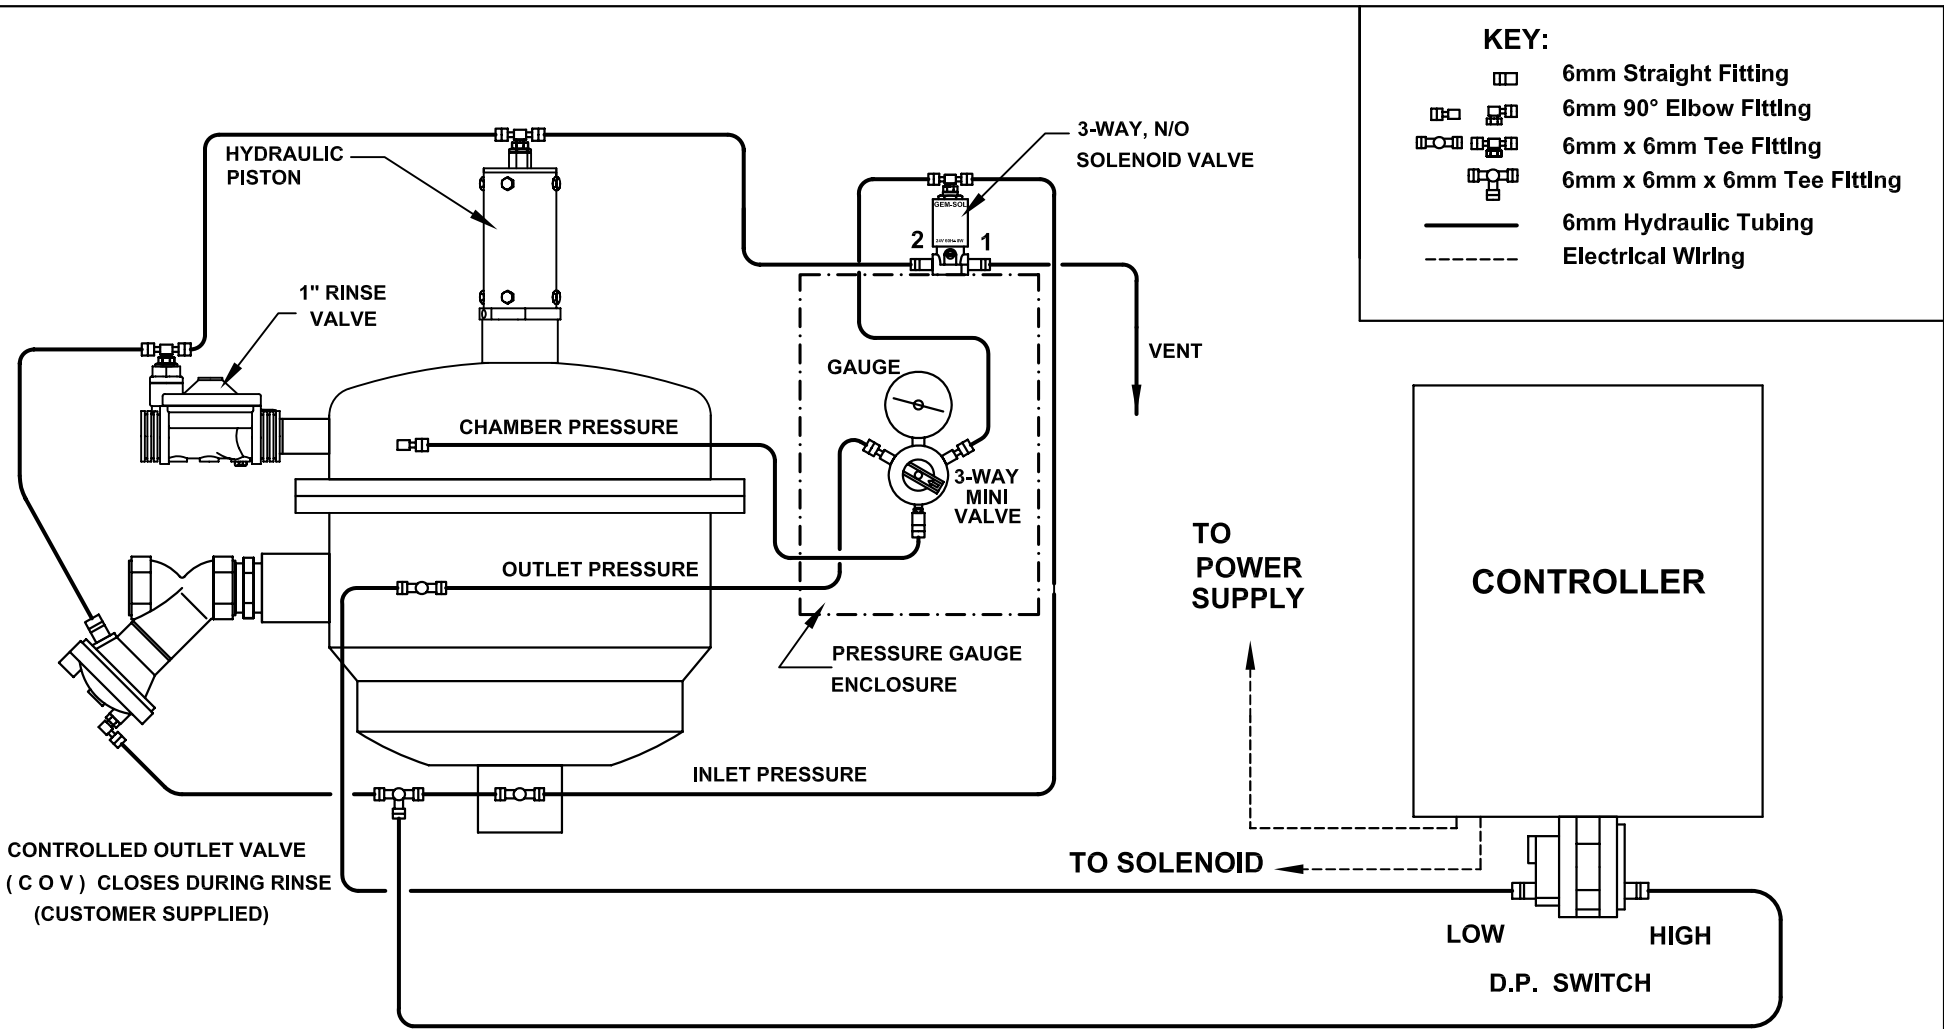 KEY:
6mm Straight Fitting
6mm 90° Elbow Fitting
6mm x 6mm Tee Fitting
6mm x 6mm x 6mm Tee Fitting
6mm Hydraulic Tubing
Electrical Wiring
HYDRAULIC
PISTON
3-WAY, N/O
SOLENOID VALVE
GEM-SOL
2
1
1" RINSE
VALVE
VENT
GAUGE
CHAMBER PRESSURE
3-WAY
MINI
VALVE
OUTLET PRESSURE
TO
POWER
SUPPLY
CONTROLLER
PRESSURE GAUGE
ENCLOSURE
INLET PRESSURE
CONTROLLED OUTLET VALVE
( C O V ) CLOSES DURING RINSE
(CUSTOMER SUPPLIED)
TO SOLENOID
LOW
HIGH
D.P. SWITCH